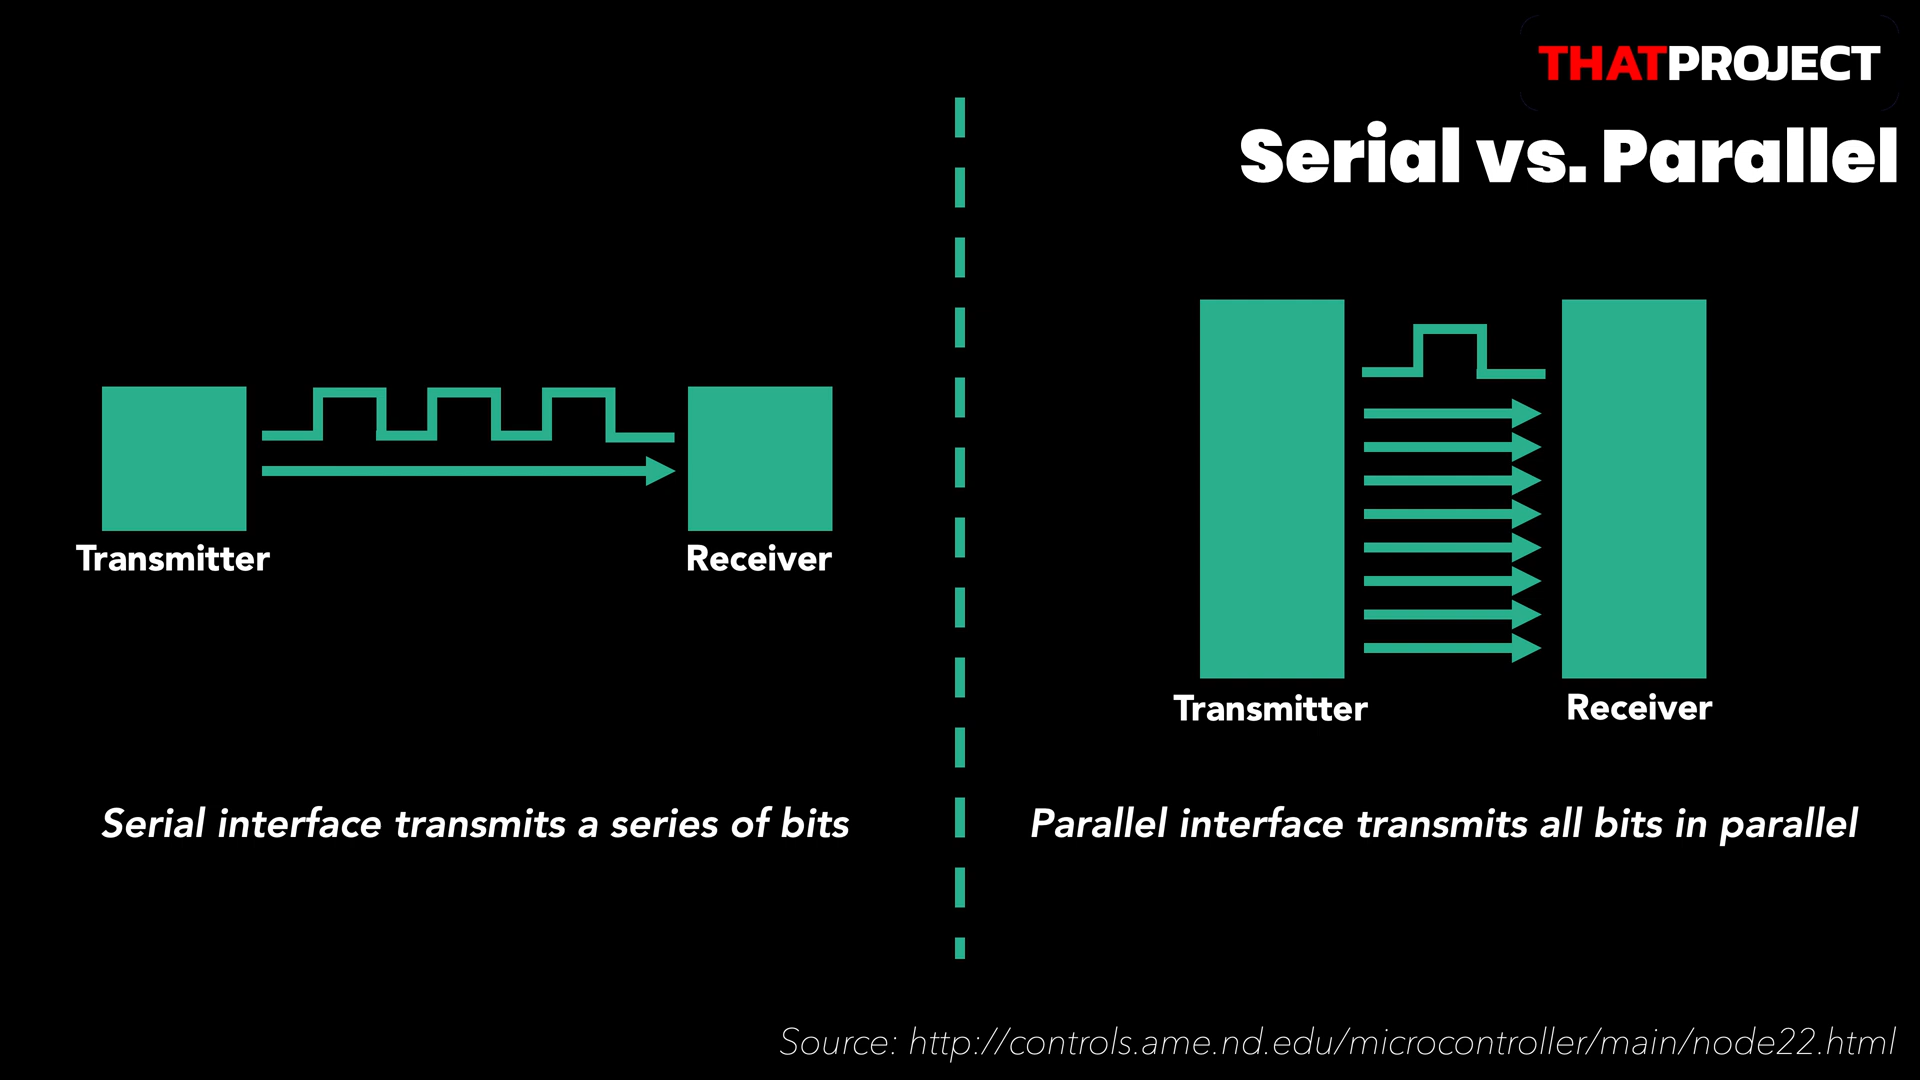 THATPROJECT
Serial vs. Parallel
Transmitter
Receiver
Serial interface transmits a series of bits
Transmitter
Receiver
Parallel interface transmits all bits in parallel
Source: http://controls.ame.nd.edu/microcontroller/main/node22.html